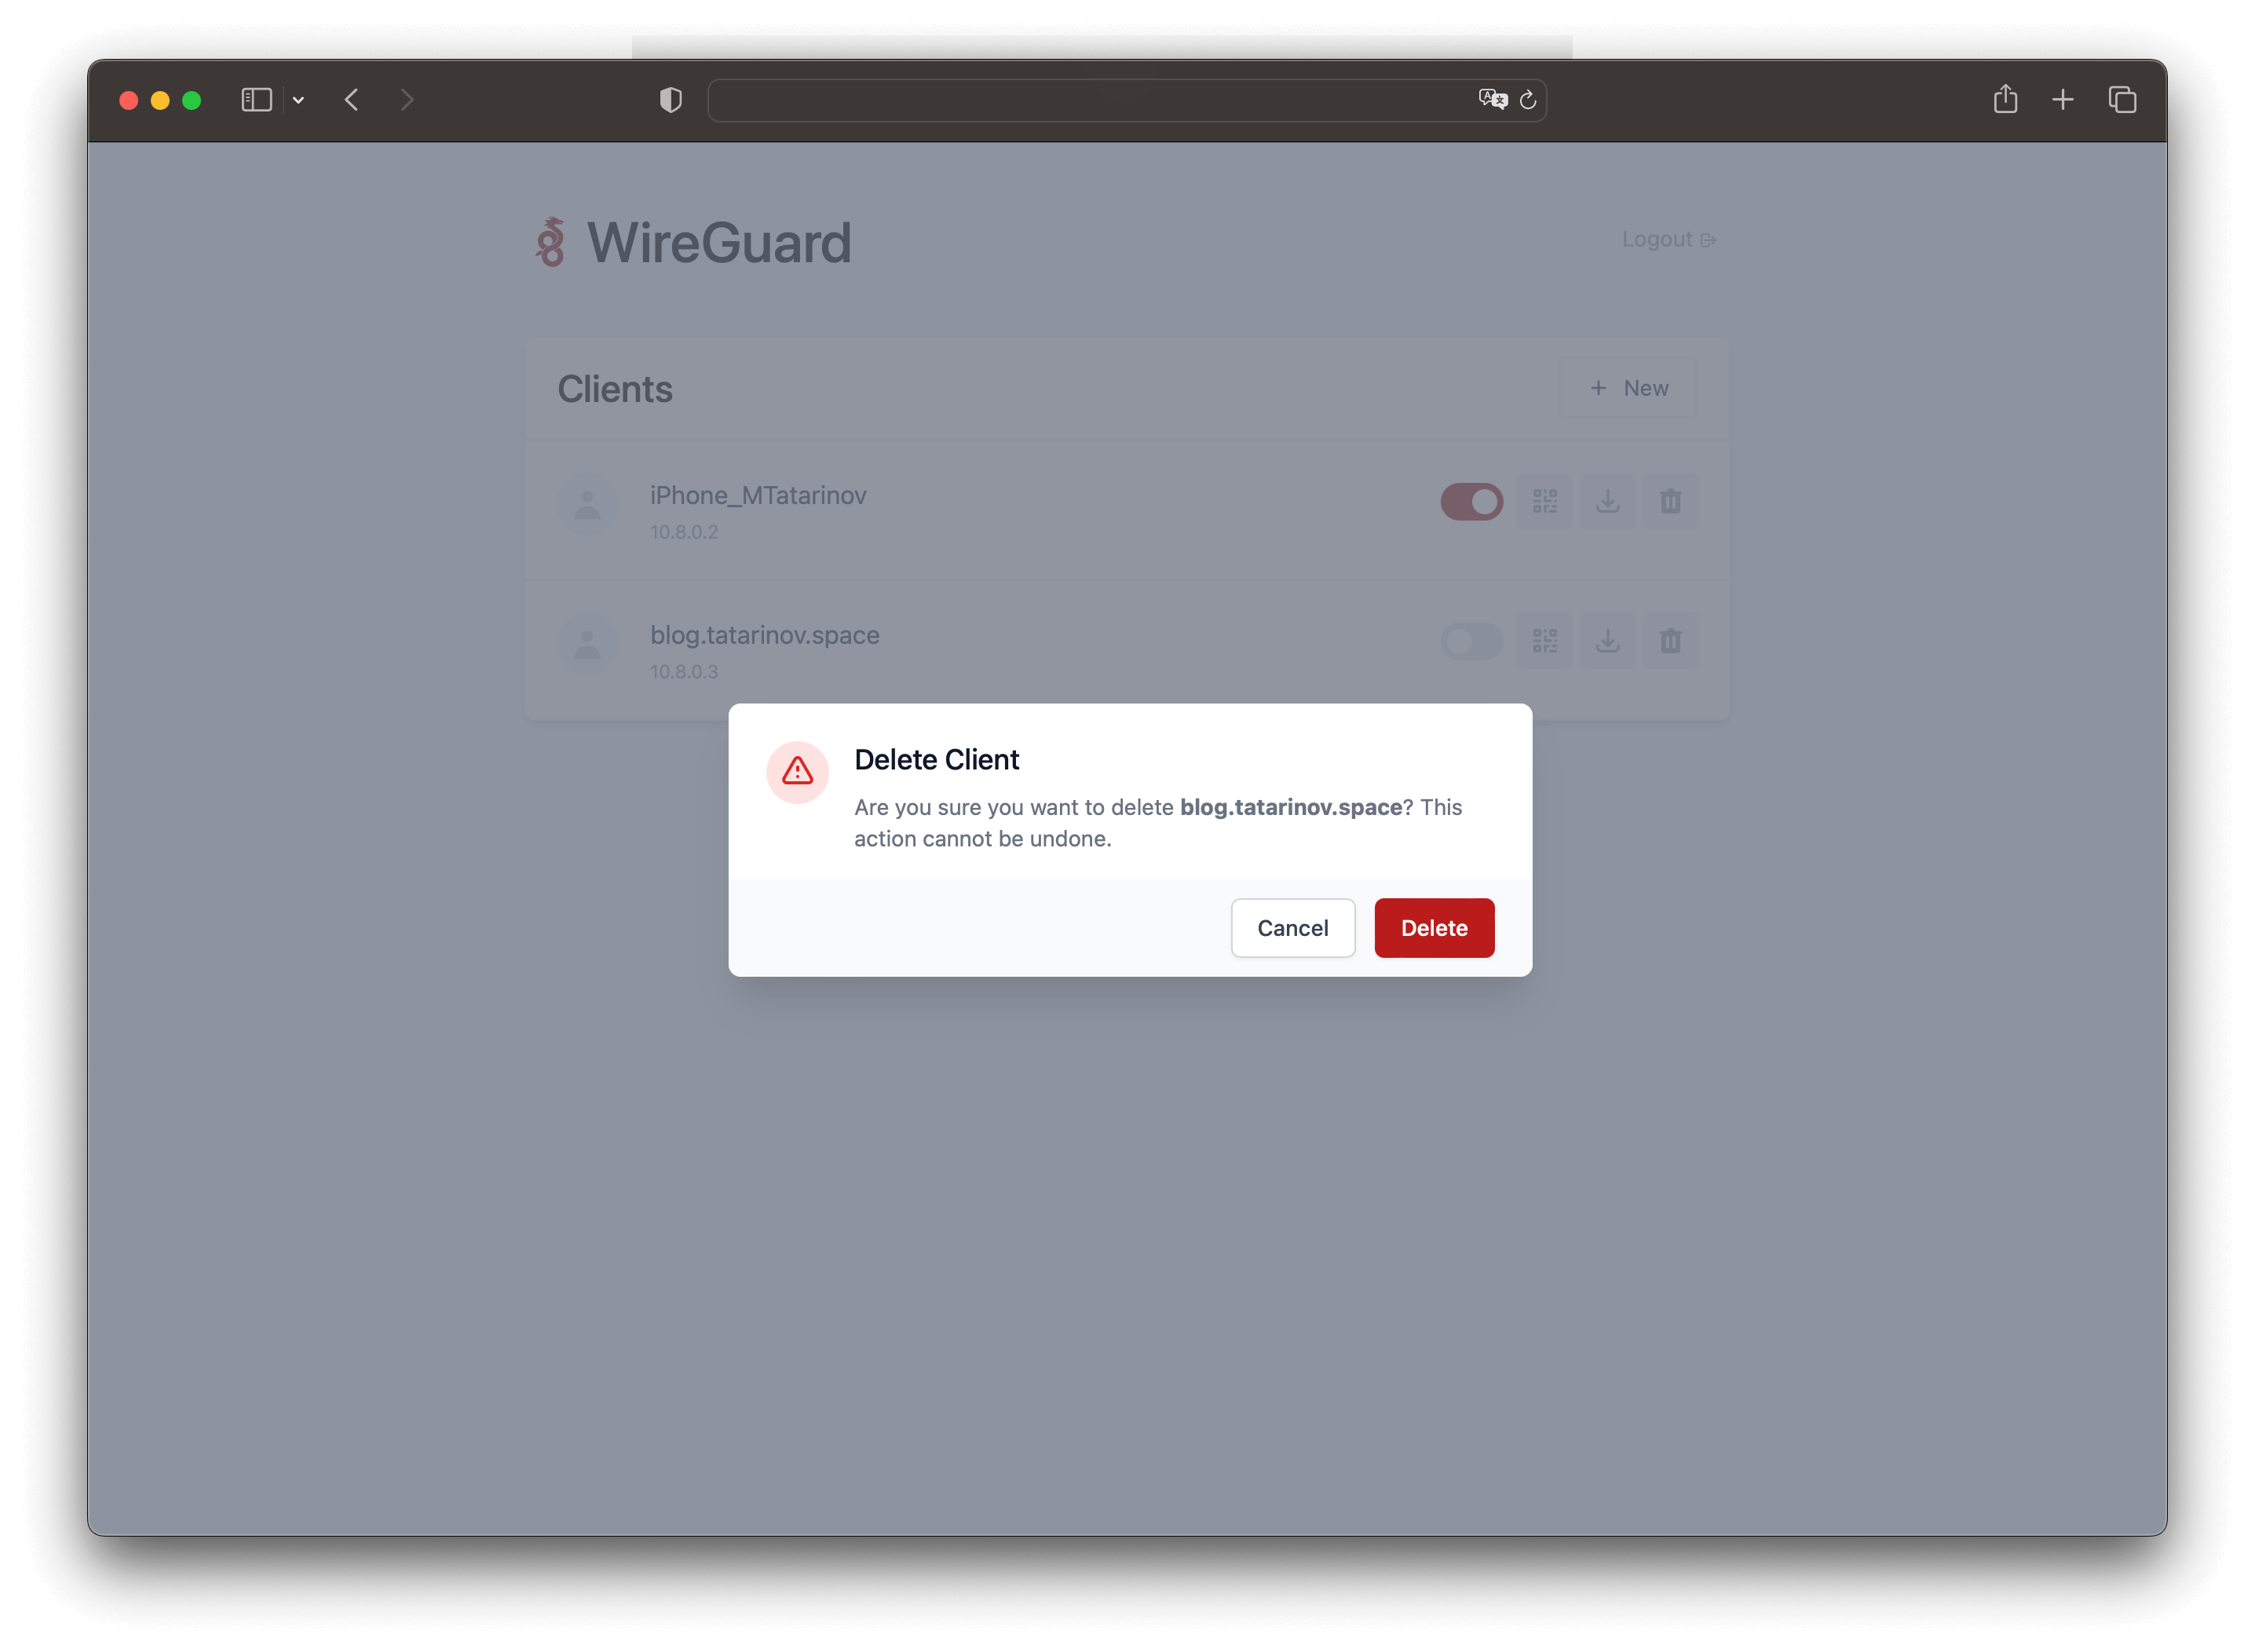 WireGuard
Logout
Clients
+ New
iPhone_MTatarinov
10.8.0.2
blog.tatarinov.space
10.8.0.3
Delete Client
Are you sure you want to delete blog.tatarinov.space? This
action cannot be undone.
Cancel
Delete